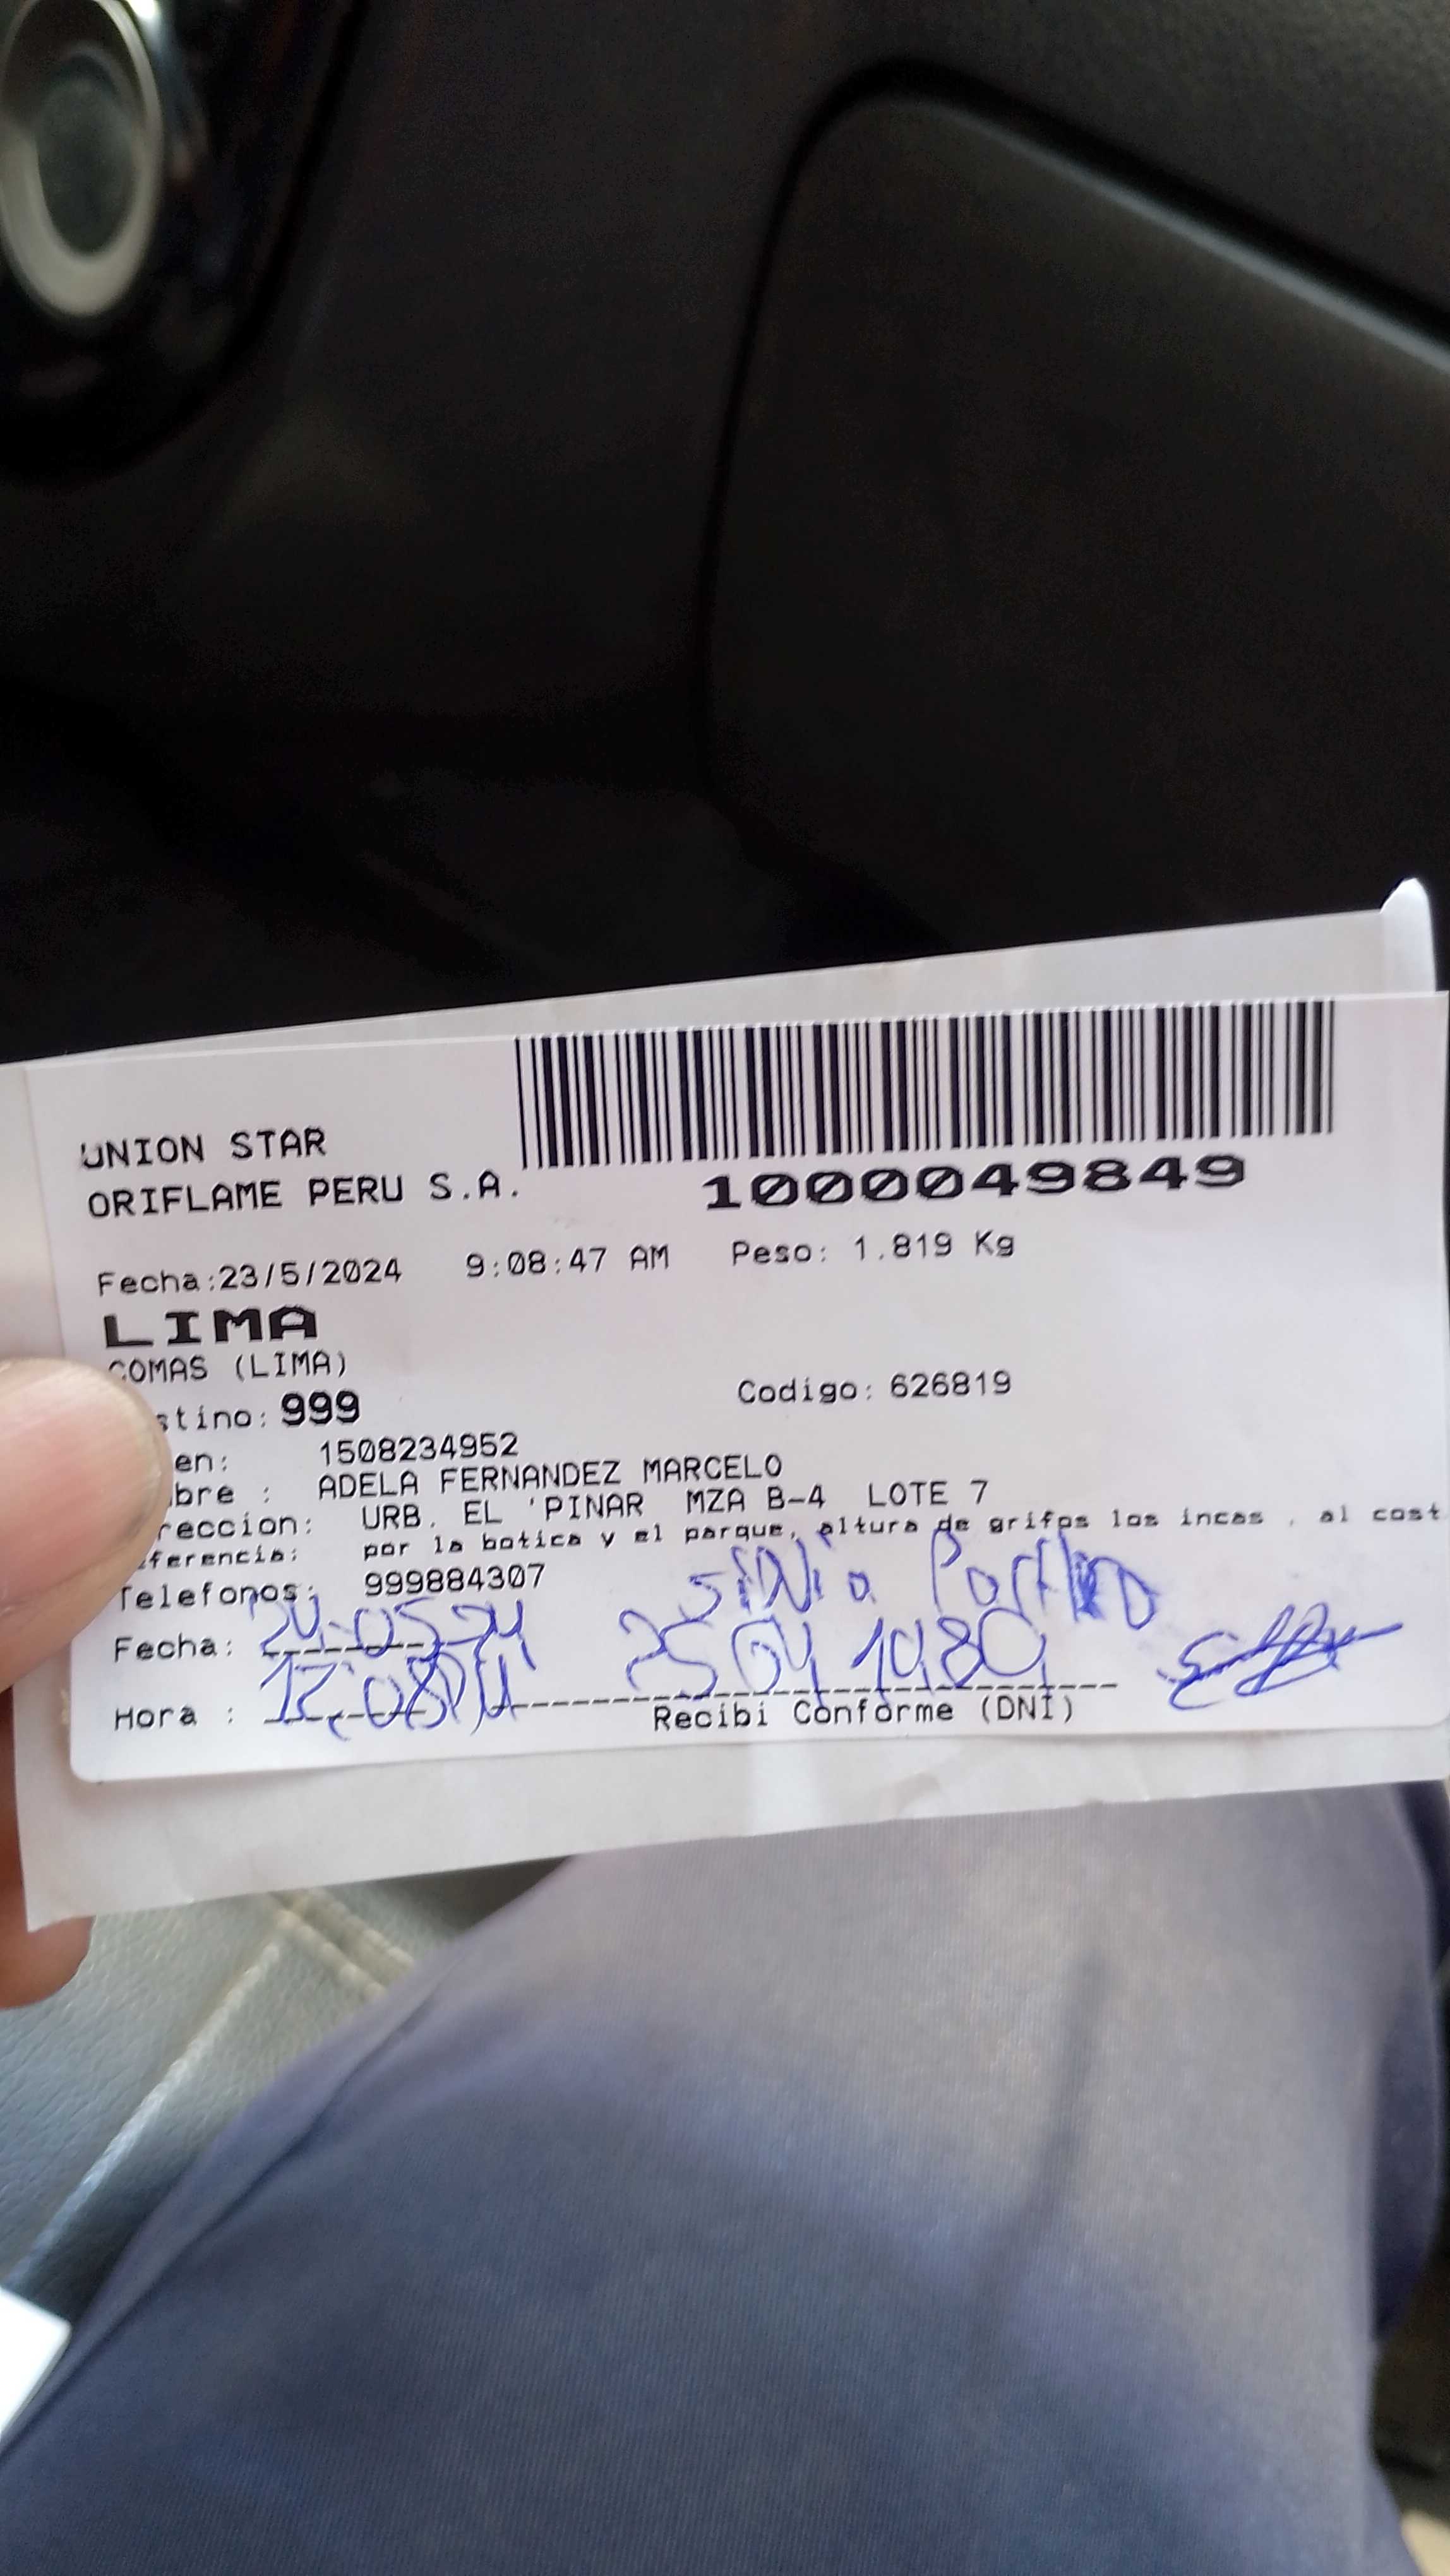 UNION STAR
ORIFLAME PERU S.A.
1000049849
Fecha:23/5/2024 9:08:47 AM Peso: 1.819 Kg
LIMA
COMAS (LIMA)
stino: 999 Codigo: 626819
en: 1508234952
bre : ADELA FERNANDEZ MARCELO
reccion: URB. EL 'PINAR MZA B-4 LOTE 7
ferencia: por la botica y el parque, altura de grifos los incas , al cost
Telefonos: 999884307
Fecha: 24-05-24
Hora : 12:08
Recibi Conforme (DNI)